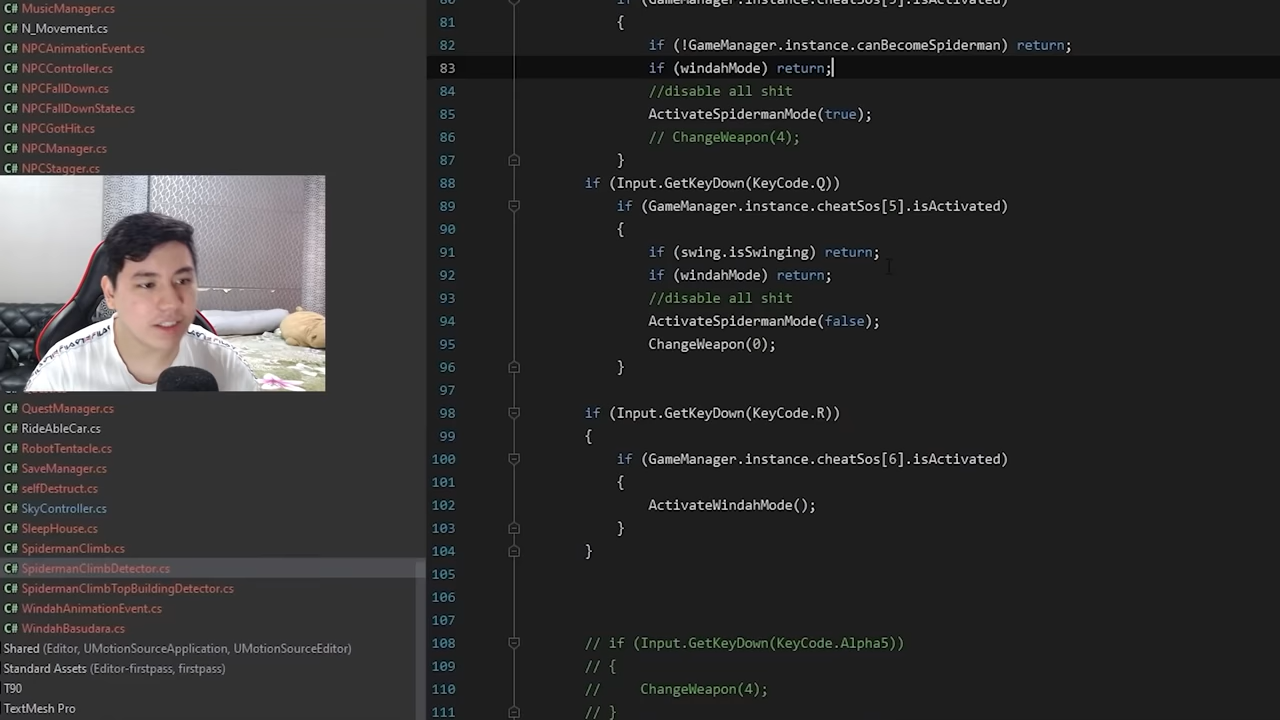 C# MusicManager.cs
C# N_Movement.cs
C# NPCAnimationEvent.cs
C# NPCController.cs
C# NPCFallDown.cs
C# NPCFallDownState.cs
C# NPCGotHit.cs
C# NPCManager.cs
C# NPCStagger.cs
C# QuestManager.cs
C# RideAbleCar.cs
C# RobotTentacle.cs
C# SaveManager.cs
C# selfDestruct.cs
C# SkyController.cs
C# SleepHouse.cs
C# SpidermanClimb.cs
C# SpidermanClimbDetector.cs
C# SpidermanClimbTopBuildingDetector.cs
C# WindahAnimationEvent.cs
C# WindahBasudara.cs
Shared (Editor, UMotionSourceApplication, UMotionSourceEditor)
Standard Assets (Editor-firstpass, firstpass)
T90
TextMesh Pro
80 if (GameManager.instance.cheatSos[5].isActivated)
81 {
82 if (!GameManager.instance.canBecomeSpiderman) return;
83 if (windahMode) return;
84 //disable all shit
85 ActivateSpidermanMode(true);
86 // ChangeWeapon(4);
87 }
88 if (Input.GetKeyDown(KeyCode.Q))
89 if (GameManager.instance.cheatSos[5].isActivated)
90 {
91 if (swing.isSwinging) return;
92 if (windahMode) return;
93 //disable all shit
94 ActivateSpidermanMode(false);
95 ChangeWeapon(0);
96 }
97
98 if (Input.GetKeyDown(KeyCode.R))
99 {
100 if (GameManager.instance.cheatSos[6].isActivated)
101 {
102 ActivateWindahMode();
103 }
104 }
105
106
107
108 // if (Input.GetKeyDown(KeyCode.Alpha5))
109 // {
110 // ChangeWeapon(4);
111 // }